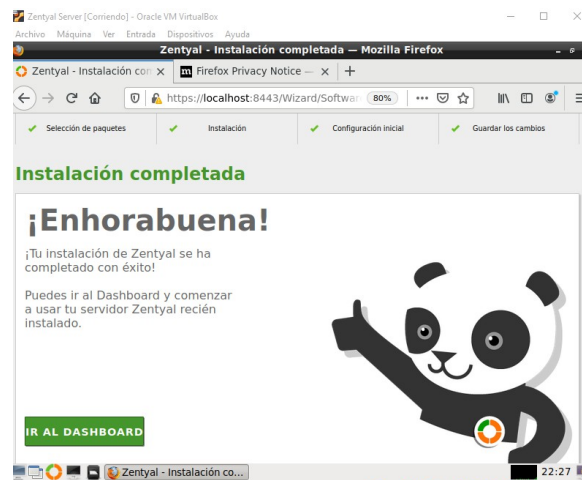 Zentyal Server [Corriendo] - Oracle VM VirtualBox
Archivo Máquina Ver Entrada Dispositivos Ayuda
Zentyal - Instalación completada — Mozilla Firefox
Zentyal - Instalación con
Firefox Privacy Notice —
https://localhost:8443/Wizard/Softwar 80%
Selección de paquetes Instalación Configuración inicial Guardar los cambios
Instalación completada
¡Enhorabuena!
¡Tu instalación de Zentyal se ha
completado con éxito!
Puedes ir al Dashboard y comenzar
a usar tu servidor Zentyal recién
instalado.
IR AL DASHBOARD
Zentyal - Instalación co...
22:27